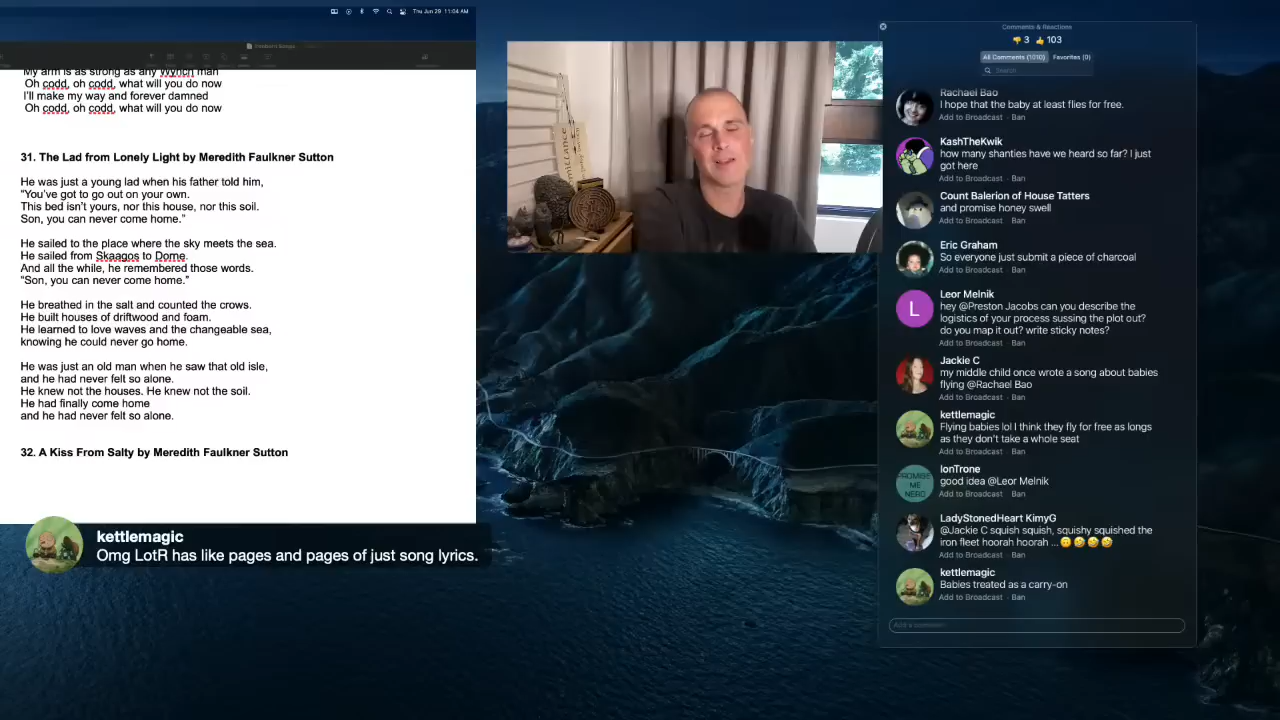 Thu Jun 29 11:04 AM
My arm is as strong as any Wynch man
Oh codd, oh codd, what will you do now
I'll make my way and forever damned
Oh codd, oh codd, what will you do now
31. The Lad from Lonely Light by Meredith Faulkner Sutton
He was just a young lad when his father told him,
“You’ve got to go out on your own.
This bed isn’t yours, nor this house, nor this soil.
Son, you can never come home.”
He sailed to the place where the sky meets the sea.
He sailed from Skaagos to Dorne.
And all the while, he remembered those words.
“Son, you can never come home.”
He breathed in the salt and counted the crows.
He built houses of driftwood and foam.
He learned to love waves and the changeable sea,
knowing he could never go home.
He was just an old man when he saw that old isle,
and he had never felt so alone.
He knew not the houses. He knew not the soil.
He had finally come home
and he had never felt so alone.
32. A Kiss From Salty by Meredith Faulkner Sutton
kettlemagic
Omg LotR has like pages and pages of just song lyrics.
Comments & Reactions
👎 3 👍 103
All Comments (1010) Favorites (0)
Search
Rachael Bao
I hope that the baby at least flies for free.
Add to Broadcast · Ban
KashTheKwik
how many shanties have we heard so far? I just
got here
Add to Broadcast · Ban
Count Balerion of House Tatters
and promise honey swell
Add to Broadcast · Ban
Eric Graham
So everyone just submit a piece of charcoal
Add to Broadcast · Ban
L
Leor Melnik
hey @Preston Jacobs can you describe the
logistics of your process sussing the plot out?
do you map it out? write sticky notes?
Add to Broadcast · Ban
Jackie C
my middle child once wrote a song about babies
flying @Rachael Bao
Add to Broadcast · Ban
kettlemagic
Flying babies lol I think they fly for free as longs
as they don't take a whole seat
Add to Broadcast · Ban
PROMISE
ME
NERO
IonTrone
good idea @Leor Melnik
Add to Broadcast · Ban
LadyStonedHeart KimyG
@Jackie C squish squish, squishy squished the
iron fleet hoorah hoorah ... 🙃 🤣 🤣 🤣
Add to Broadcast · Ban
kettlemagic
Babies treated as a carry-on
Add to Broadcast · Ban
Add a comment